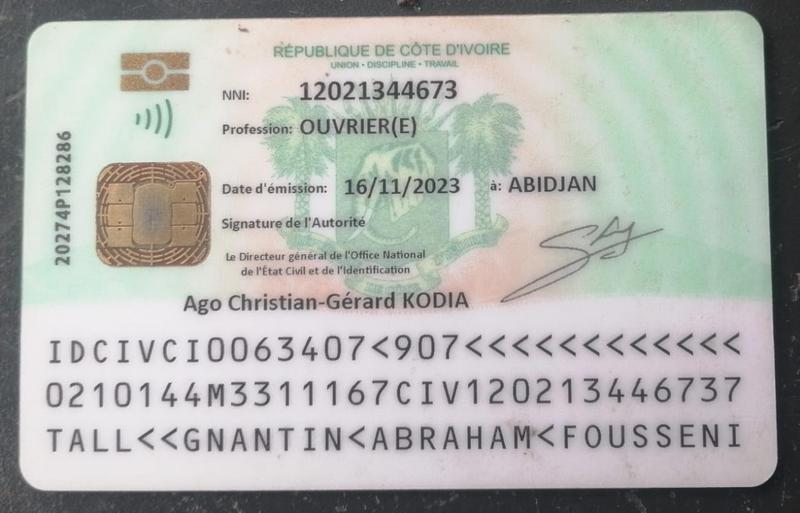 RÉPUBLIQUE DE CÔTE D'IVOIRE
UNION - DISCIPLINE - TRAVAIL
NNI: 12021344673
Profession: OUVRIER(E)
20274P128286
Date d'émission: 16/11/2023 à: ABIDJAN
Signature de l'Autorité
Le Directeur général de l'Office National
de l'État Civil et de l'Identification
Ago Christian-Gérard KODIA
IDCIVCI0063407<907<<<<<<<<<<<<
0210144M3311167CIV120213446737
TALL<<GNANTIN<ABRAHAM<FOUSSENI